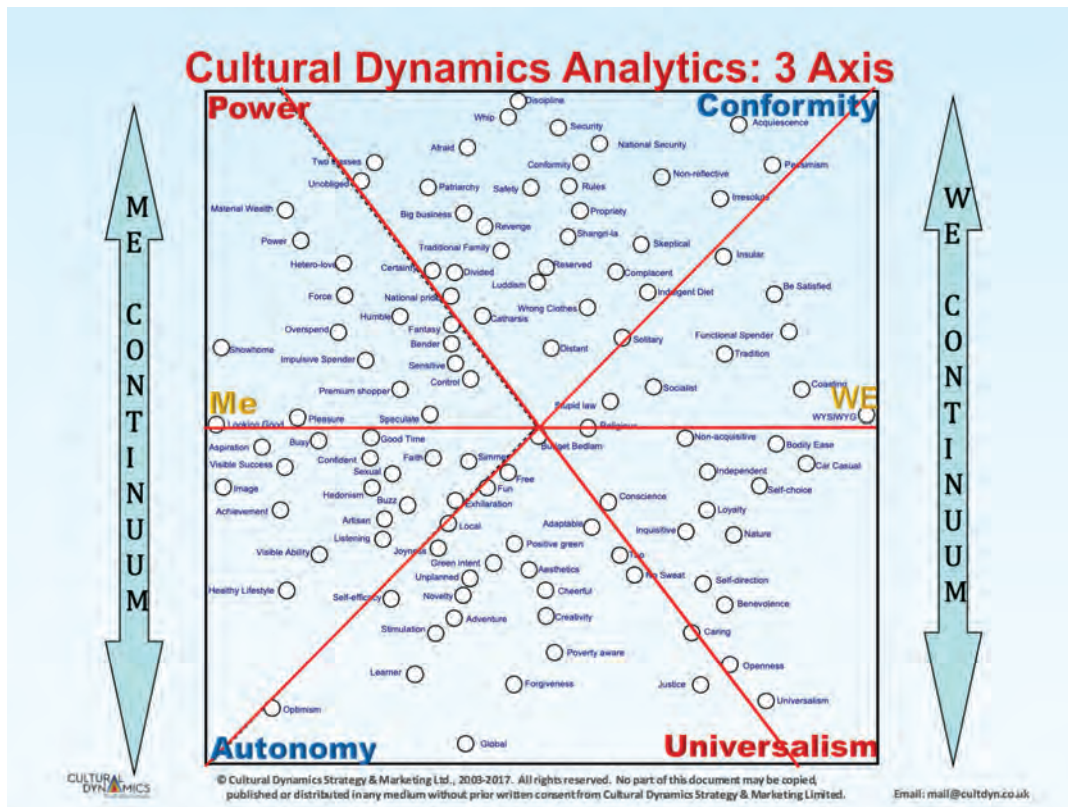 Cultural Dynamics Analytics: 3 Axis
Power
Conformity
Discipline
Whip
Acquiescence
Security
National Security
Afraid
Two Classes
Conformity
Pessimism
Unobliged
Patriarchy
Safety
Rules
Non-reflective
Irresolute
Material Wealth
Big business
Propriety
Revenge
Power
Shangri-la
Skeptical
Traditional Family
Insular
Hetero-love
Certainty
Divided
Reserved
Complacent
Luddism
Force
National pride
Indulgent Diet
Be Satisfied
Humble
Catharsis
Wrong Clothes
Overspend
Fantasy
Functional Spender
Bender
Solitary
Showhome
Distant
Tradition
Impulsive Spender
Sensitive
Control
Premium shopper
Socialist
Coasting
Me
WE
Stupid law
Looking Good
Pleasure
Speculate
Religious
WYSIWYG
Aspiration
Busy
Good Time
Budget Bedlam
Non-acquisitive
Bodily Ease
Visible Success
Confident
Faith
Simmer
Car Casual
Sexual
Free
Independent
Image
Hedonism
Fun
Self-choice
Buzz
Exhilaration
Conscience
Achievement
Artisan
Loyalty
Local
Adaptable
Inquisitive
Nature
Listening
Visible Ability
Joyness
Positive green
Green intent
Aesthetics
No Sweat
Unplanned
Self-direction
Healthy Lifestyle
Self-efficacy
Novelty
Cheerful
Benevolence
Adventure
Creativity
Stimulation
Caring
Poverty aware
Openness
Learner
Forgiveness
Justice
Universalism
Optimism
Global
Autonomy
Universalism
ME CONTINUUM
WE CONTINUUM
CULTURAL
DYNAMICS
© Cultural Dynamics Strategy & Marketing Ltd., 2003-2017. All rights reserved. No part of this document may be copied,
published or distributed in any medium without prior written consent from Cultural Dynamics Strategy & Marketing Limited.
Email: mail@cultdyn.co.uk